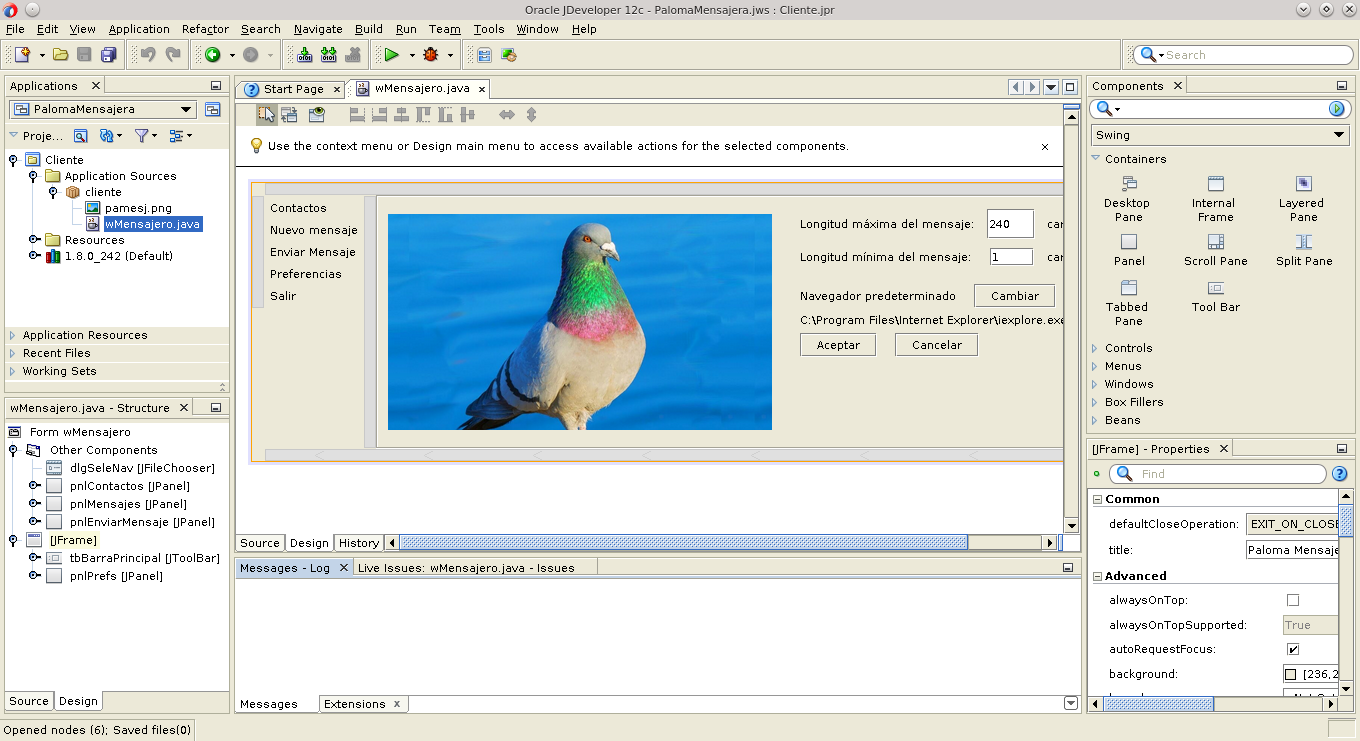 Oracle JDeveloper 12c - PalomaMensajera.jws : Cliente.jpr
File Edit View Application Refactor Search Navigate Build Run Team Tools Window Help
Search
Applications
PalomaMensajera
Proje...
Cliente
Application Sources
cliente
pamesj.png
wMensajero.java
Resources
1.8.0_242 (Default)
Application Resources
Recent Files
Working Sets
wMensajero.java - Structure
Form wMensajero
Other Components
dlgSeleNav [JFileChooser]
pnlContactos [JPanel]
pnlMensajes [JPanel]
pnlEnviarMensaje [JPanel]
[JFrame]
tbBarraPrincipal [JToolBar]
pnlPrefs [JPanel]
Source Design
Start Page wMensajero.java
Use the context menu or Design main menu to access available actions for the selected components.
Contactos
Nuevo mensaje
Enviar Mensaje
Preferencias
Salir
Longitud máxima del mensaje: 240 car
Longitud mínima del mensaje: 1 car
Navegador predeterminado Cambiar
C:\Program Files\Internet Explorer\iexplore.exe
Aceptar Cancelar
Source Design History
Messages - Log Live Issues: wMensajero.java - Issues
Messages Extensions
Components
Swing
Containers
Desktop Pane
Internal Frame
Layered Pane
Panel
Scroll Pane
Split Pane
Tabbed Pane
Tool Bar
Controls
Menus
Windows
Box Fillers
Beans
[JFrame] - Properties
Find
Common
defaultCloseOperation: EXIT_ON_CLOSE
title: Paloma Mensaje
Advanced
alwaysOnTop:
alwaysOnTopSupported: True
autoRequestFocus:
background: [236,2
Opened nodes (6); Saved files(0)